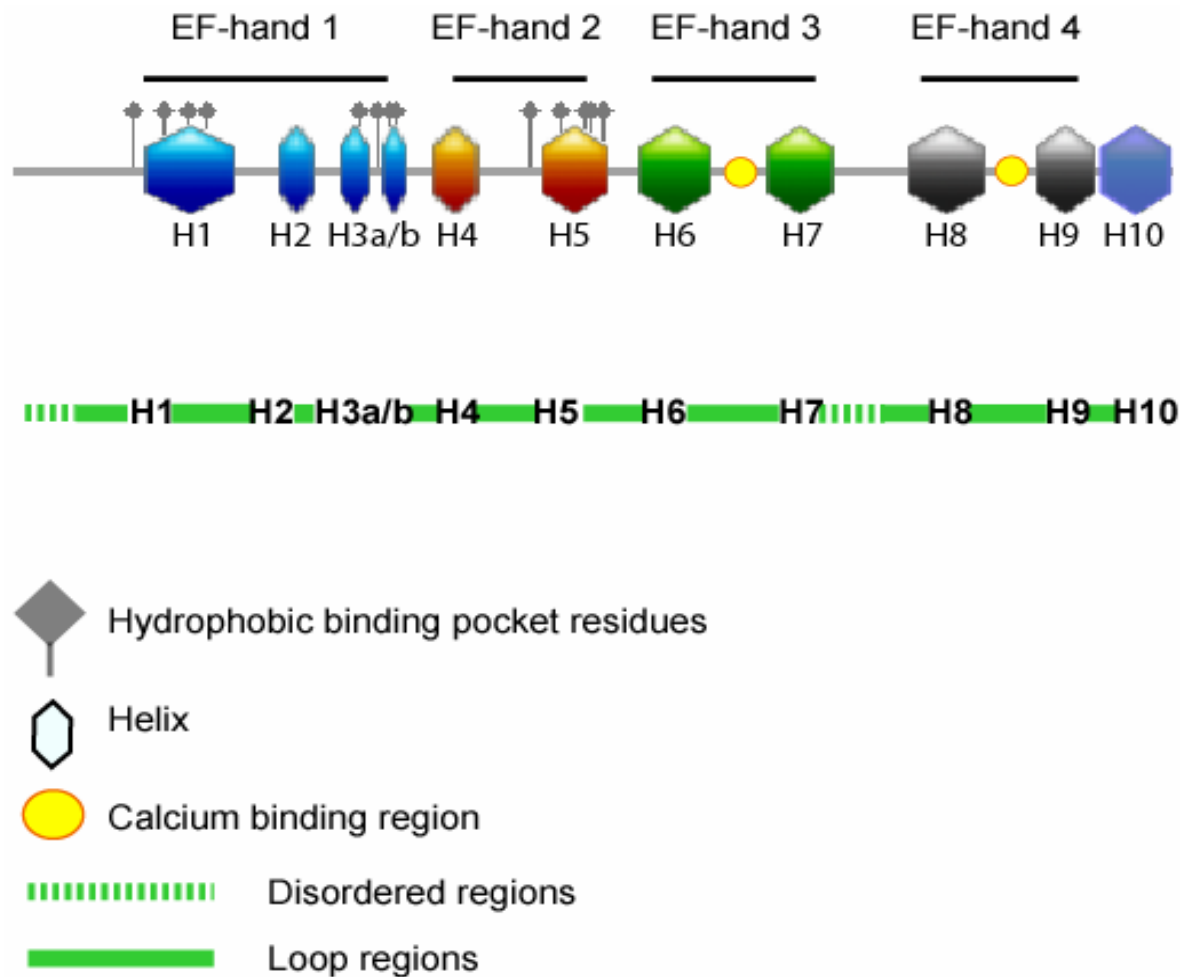 EF-hand 1 EF-hand 2 EF-hand 3 EF-hand 4
H1 H2 H3a/b H4 H5 H6 H7 H8 H9 H10
H1 H2 H3a/b H4 H5 H6 H7 H8 H9 H10
Hydrophobic binding pocket residues
Helix
Calcium binding region
Disordered regions
Loop regions